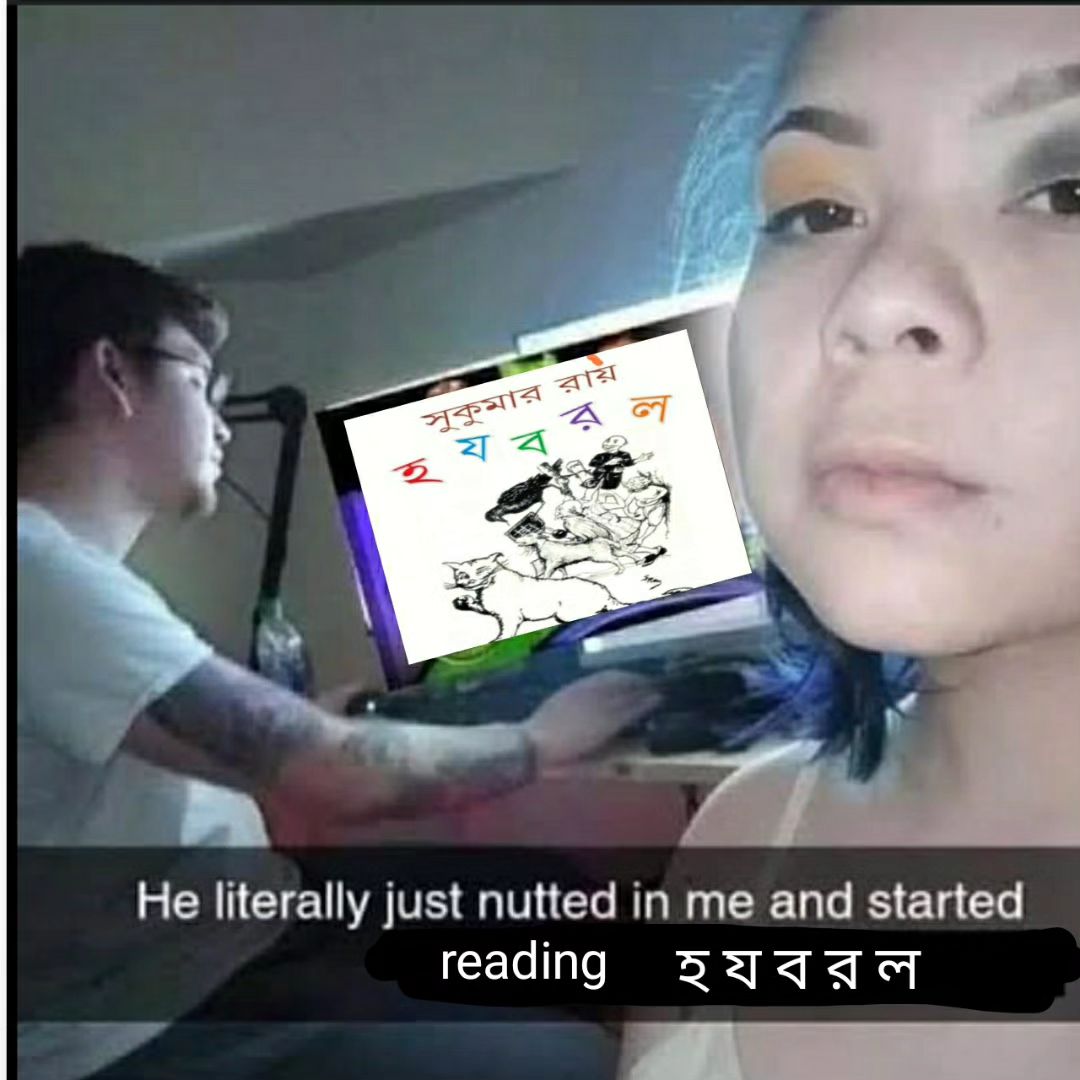 সুকুমার রায়
হ য ব র ল
He literally just nutted in me and started
reading হ য ব র ল